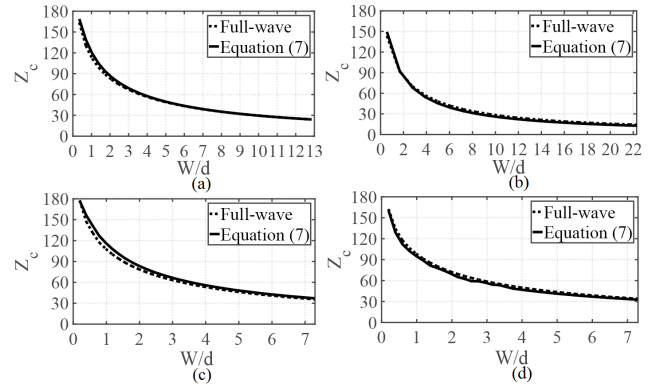 180
150
120
90
60
30
0
Z_c
Full-wave
Equation (7)
0 1 2 3 4 5 6 7 8 9 10 11 12 13
W/d
(a)
180
150
120
90
60
30
0
Z_c
Full-wave
Equation (7)
0 2 4 6 8 10 12 14 16 18 20 22
W/d
(b)
180
150
120
90
60
30
0
Z_c
Full-wave
Equation (7)
0 1 2 3 4 5 6 7
W/d
(c)
180
150
120
90
60
30
0
Z_c
Full-wave
Equation (7)
0 1 2 3 4 5 6 7
W/d
(d)